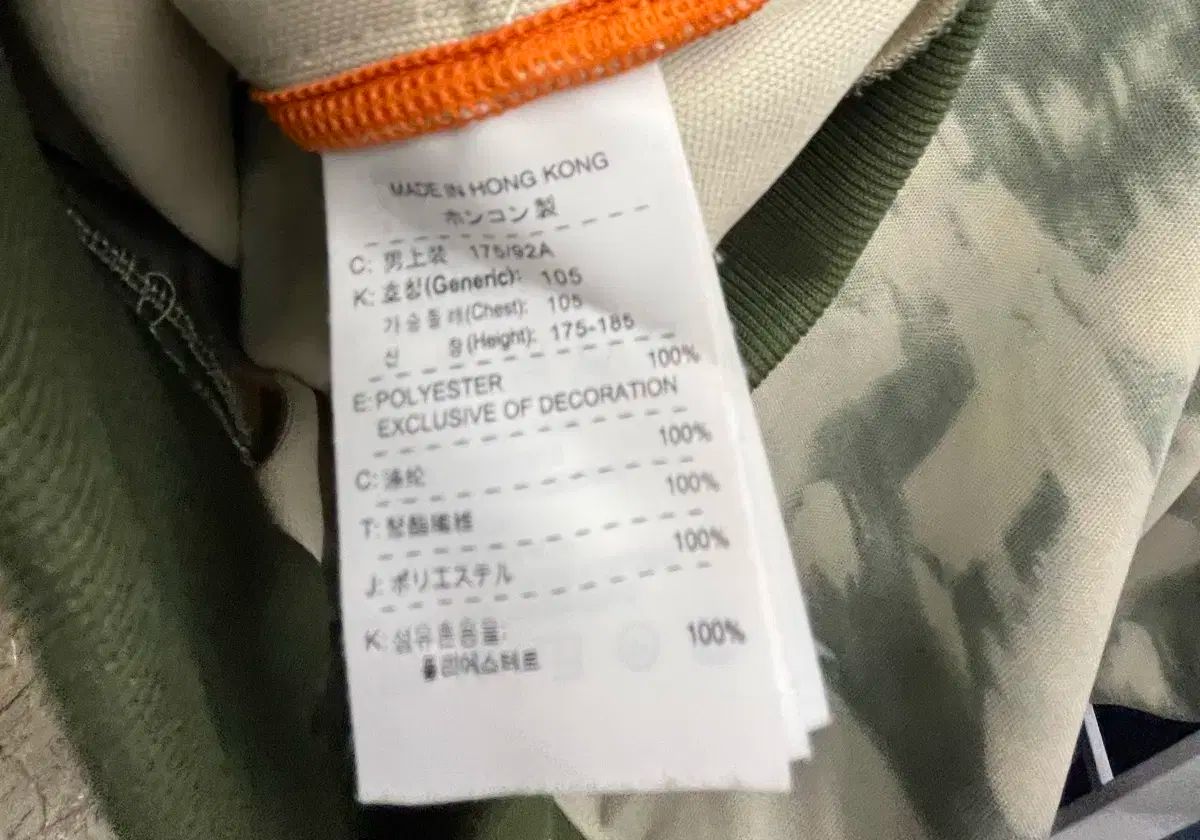 MADE IN HONG KONG
ホンコン製
C: 男上装 175/92A
K: 호칭(Generic): 105
가슴둘레(Chest): 105
신 장(Height): 175-185
100%
E: POLYESTER
EXCLUSIVE OF DECORATION
100%
C: 涤纶
100%
T: 聚酯纖維
100%
J: ポリエステル
K: 섬유혼용율: 100%
폴리에스터르